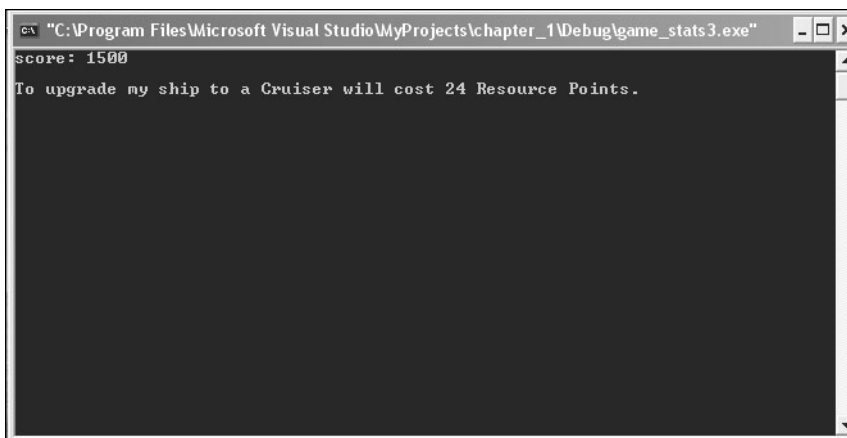 "C:\Program Files\Microsoft Visual Studio\MyProjects\chapter_1\Debug\game_stats3.exe"
score: 1500
To upgrade my ship to a Cruiser will cost 24 Resource Points.